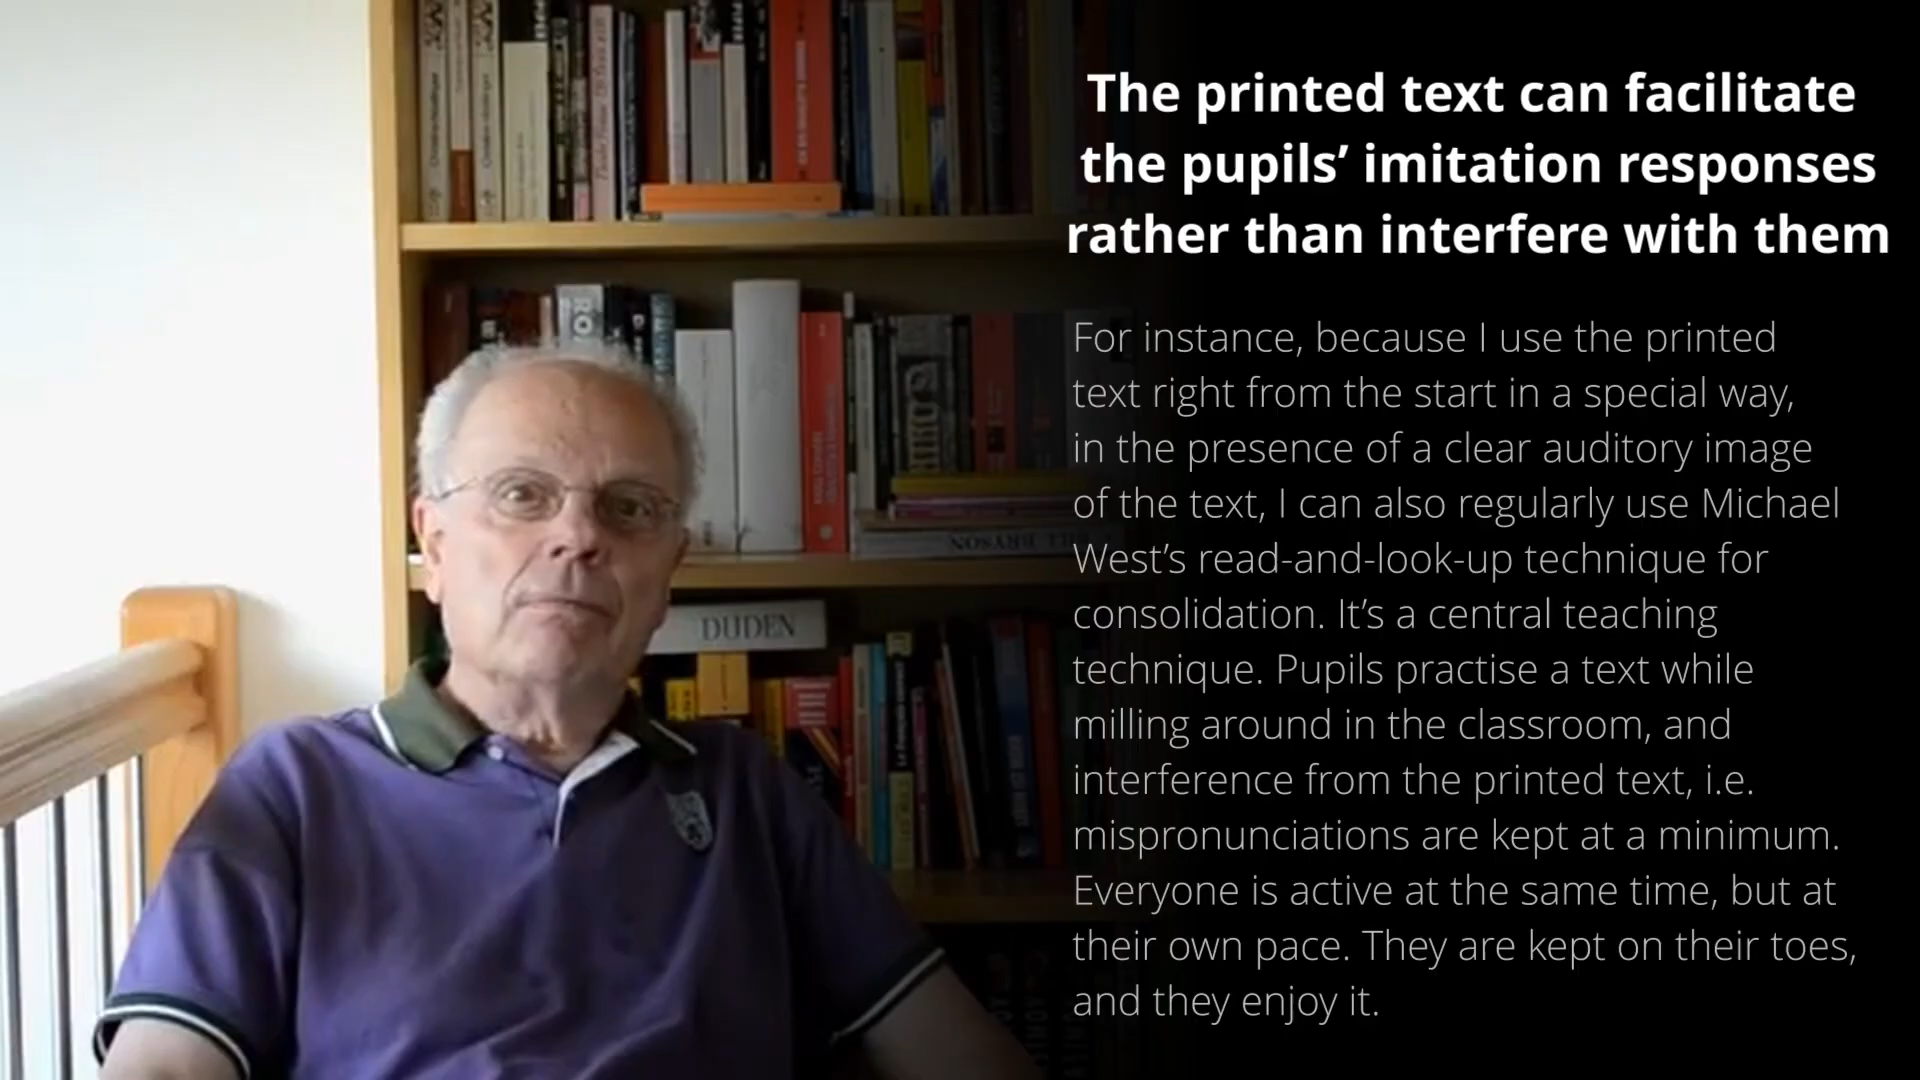 The printed text can facilitate
the pupils’ imitation responses
rather than interfere with them
For instance, because I use the printed
text right from the start in a special way,
in the presence of a clear auditory image
of the text, I can also regularly use Michael
West’s read-and-look-up technique for
consolidation. It’s a central teaching
technique. Pupils practise a text while
milling around in the classroom, and
interference from the printed text, i.e.
mispronunciations are kept at a minimum.
Everyone is active at the same time, but at
their own pace. They are kept on their toes,
and they enjoy it.
BILL BRYSON
DUDEN